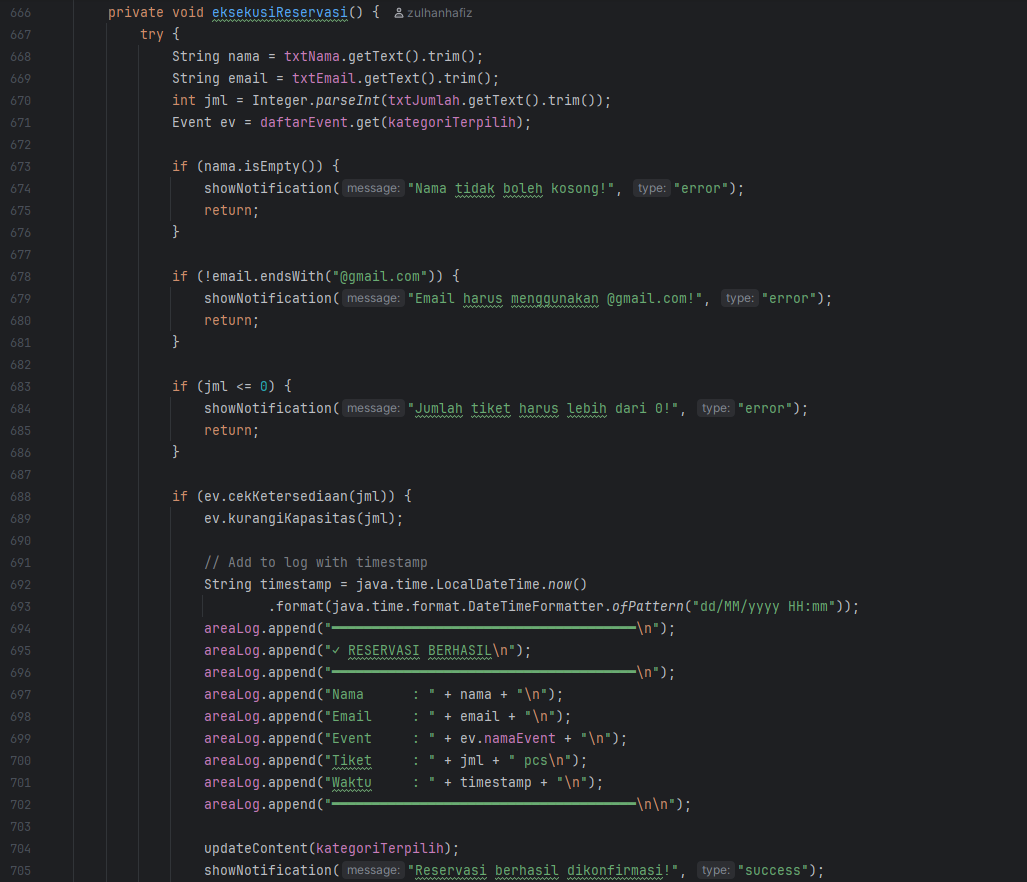 666 private void eksekusiReservasi() { zulhanhafiz
667 try {
668 String nama = txtNama.getText().trim();
669 String email = txtEmail.getText().trim();
670 int jml = Integer.parseInt(txtJumlah.getText().trim());
671 Event ev = daftarEvent.get(kategoriTerpilih);
672
673 if (nama.isEmpty()) {
674 showNotification( message: "Nama tidak boleh kosong!", type: "error");
675 return;
676 }
677
678 if (!email.endsWith("@gmail.com")) {
679 showNotification( message: "Email harus menggunakan @gmail.com!", type: "error");
680 return;
681 }
682
683 if (jml <= 0) {
684 showNotification( message: "Jumlah tiket harus lebih dari 0!", type: "error");
685 return;
686 }
687
688 if (ev.cekKetersediaan(jml)) {
689 ev.kurangiKapasitas(jml);
690
691 // Add to log with timestamp
692 String timestamp = java.time.LocalDateTime.now()
693 .format(java.time.format.DateTimeFormatter.ofPattern("dd/MM/yyyy HH:mm"));
694 areaLog.append("━━━━━━━━━━━━━━━━━━━━━━━━━━━━━━━━━━━━━━\n");
695 areaLog.append("✓ RESERVASI BERHASIL\n");
696 areaLog.append("━━━━━━━━━━━━━━━━━━━━━━━━━━━━━━━━━━━━━━\n");
697 areaLog.append("Nama      : " + nama + "\n");
698 areaLog.append("Email     : " + email + "\n");
699 areaLog.append("Event     : " + ev.namaEvent + "\n");
700 areaLog.append("Tiket     : " + jml + " pcs\n");
701 areaLog.append("Waktu     : " + timestamp + "\n");
702 areaLog.append("━━━━━━━━━━━━━━━━━━━━━━━━━━━━━━━━━━━━━━\n\n");
703
704 updateContent(kategoriTerpilih);
705 showNotification( message: "Reservasi berhasil dikonfirmasi!", type: "success");